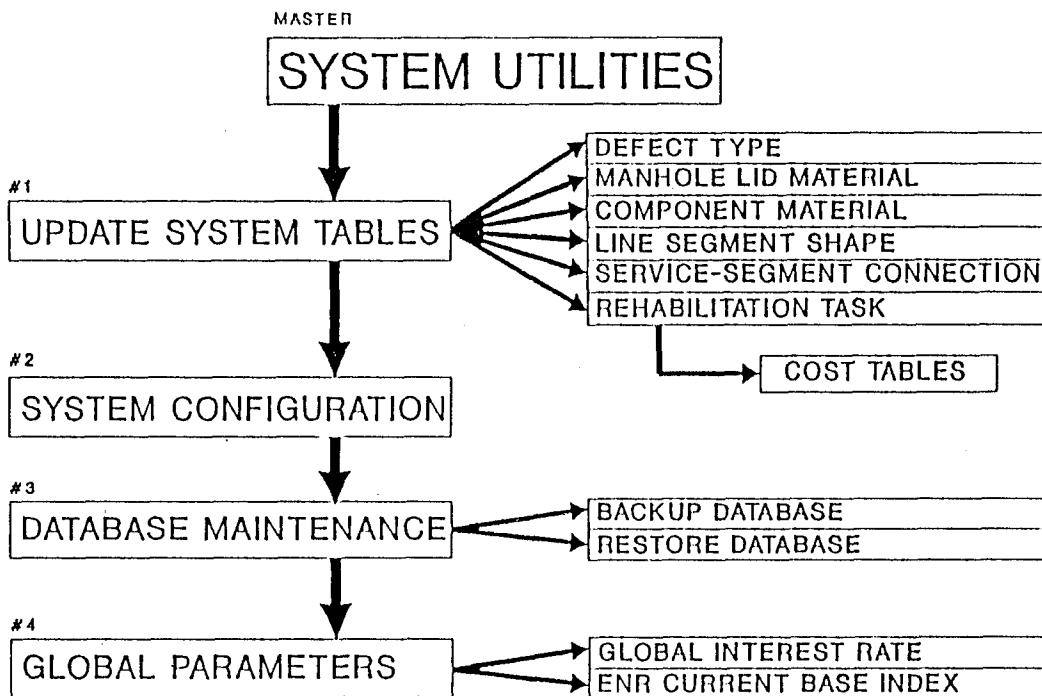 MASTER
SYSTEM UTILITIES
#1
UPDATE SYSTEM TABLES
DEFECT TYPE
MANHOLE LID MATERIAL
COMPONENT MATERIAL
LINE SEGMENT SHAPE
SERVICE-SEGMENT CONNECTION
REHABILITATION TASK
COST TABLES
#2
SYSTEM CONFIGURATION
#3
DATABASE MAINTENANCE
BACKUP DATABASE
RESTORE DATABASE
#4
GLOBAL PARAMETERS
GLOBAL INTEREST RATE
ENR CURRENT BASE INDEX